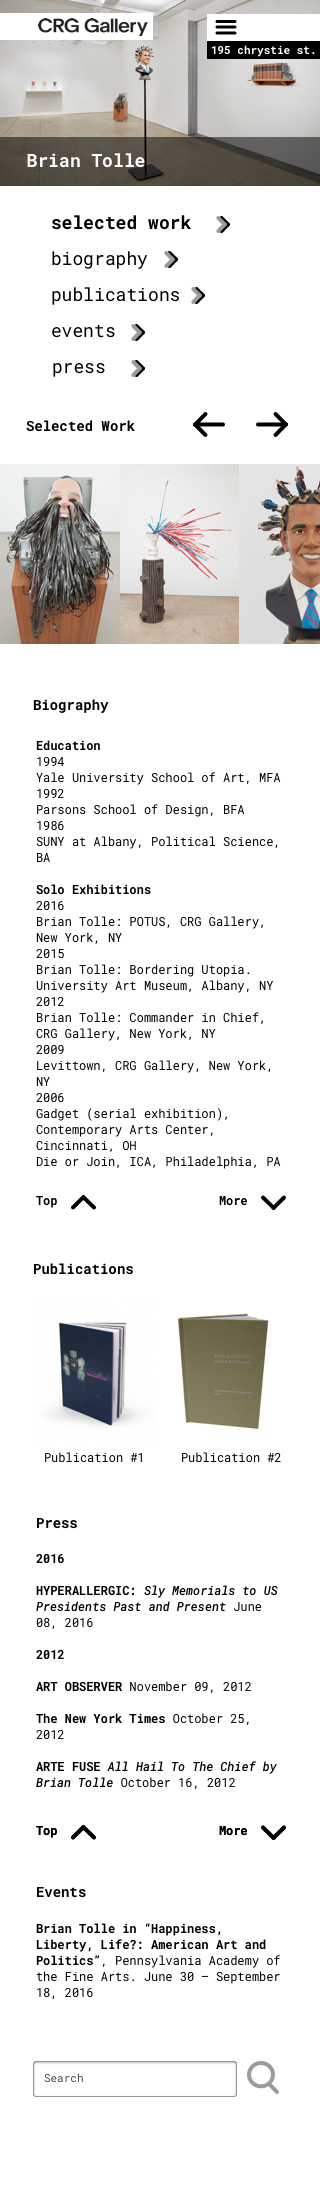 CRG Gallery
195 chrystie st.
Brian Tolle
selected work
biography
publications
events
press
Selected Work
Biography
Education
1994
Yale University School of Art, MFA
1992
Parsons School of Design, BFA
1986
SUNY at Albany, Political Science,
BA
Solo Exhibitions
2016
Brian Tolle: POTUS, CRG Gallery,
New York, NY
2015
Brian Tolle: Bordering Utopia.
University Art Museum, Albany, NY
2012
Brian Tolle: Commander in Chief,
CRG Gallery, New York, NY
2009
Levittown, CRG Gallery, New York,
NY
2006
Gadget (serial exhibition),
Contemporary Arts Center,
Cincinnati, OH
Die or Join, ICA, Philadelphia, PA
Top More
Publications
Publication #1 Publication #2
Press
2016
HYPERALLERGIC: Sly Memorials to US
Presidents Past and Present June
08, 2016
2012
ART OBSERVER November 09, 2012
The New York Times October 25,
2012
ARTE FUSE All Hail To The Chief by
Brian Tolle October 16, 2012
Top More
Events
Brian Tolle in “Happiness,
Liberty, Life?: American Art and
Politics”, Pennsylvania Academy of
the Fine Arts. June 30 – September
18, 2016
Search